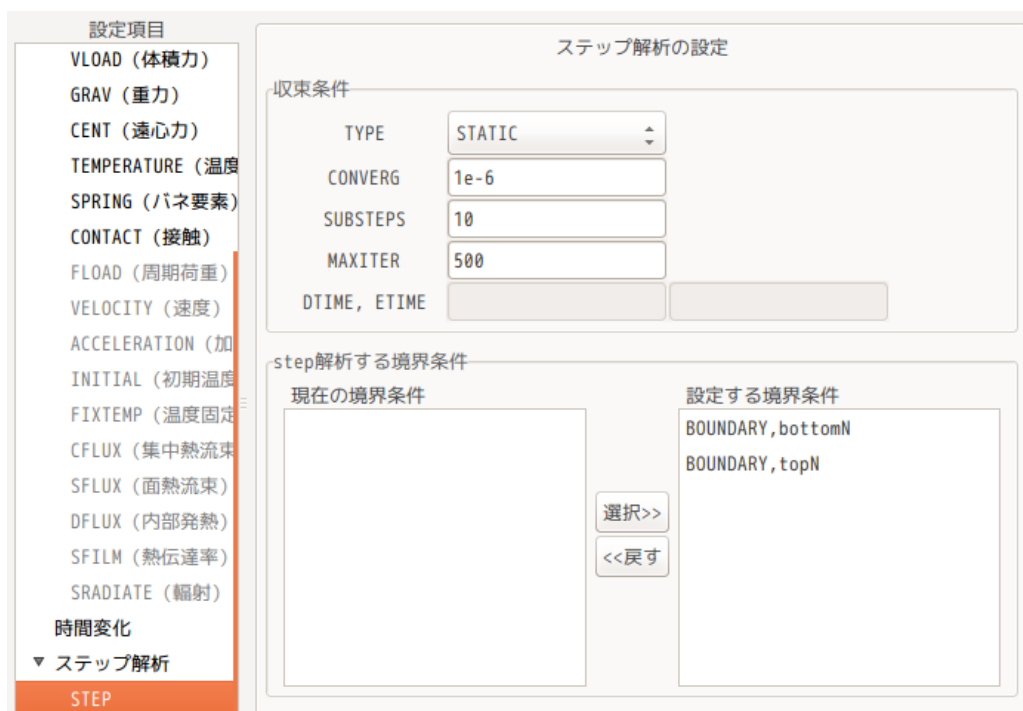 設定項目
VLOAD (体積力)
GRAV (重力)
CENT (遠心力)
TEMPERATURE (温度
SPRING (バネ要素)
CONTACT (接触)
FLOAD (周期荷重)
VELOCITY (速度)
ACCELERATION (加
INITIAL (初期温度
FIXTEMP (温度固定
CFLUX (集中熱流束
SFLUX (面熱流束)
DFLUX (内部発熱)
SFILM (熱伝達率)
SRADIATE (輻射)
時間変化
ステップ解析
STEP
ステップ解析の設定
収束条件
TYPE STATIC
CONVERG 1e-6
SUBSTEPS 10
MAXITER 500
DTIME, ETIME
step解析する境界条件
現在の境界条件
選択>>
<<戻す
設定する境界条件
BOUNDARY,bottomN
BOUNDARY,topN